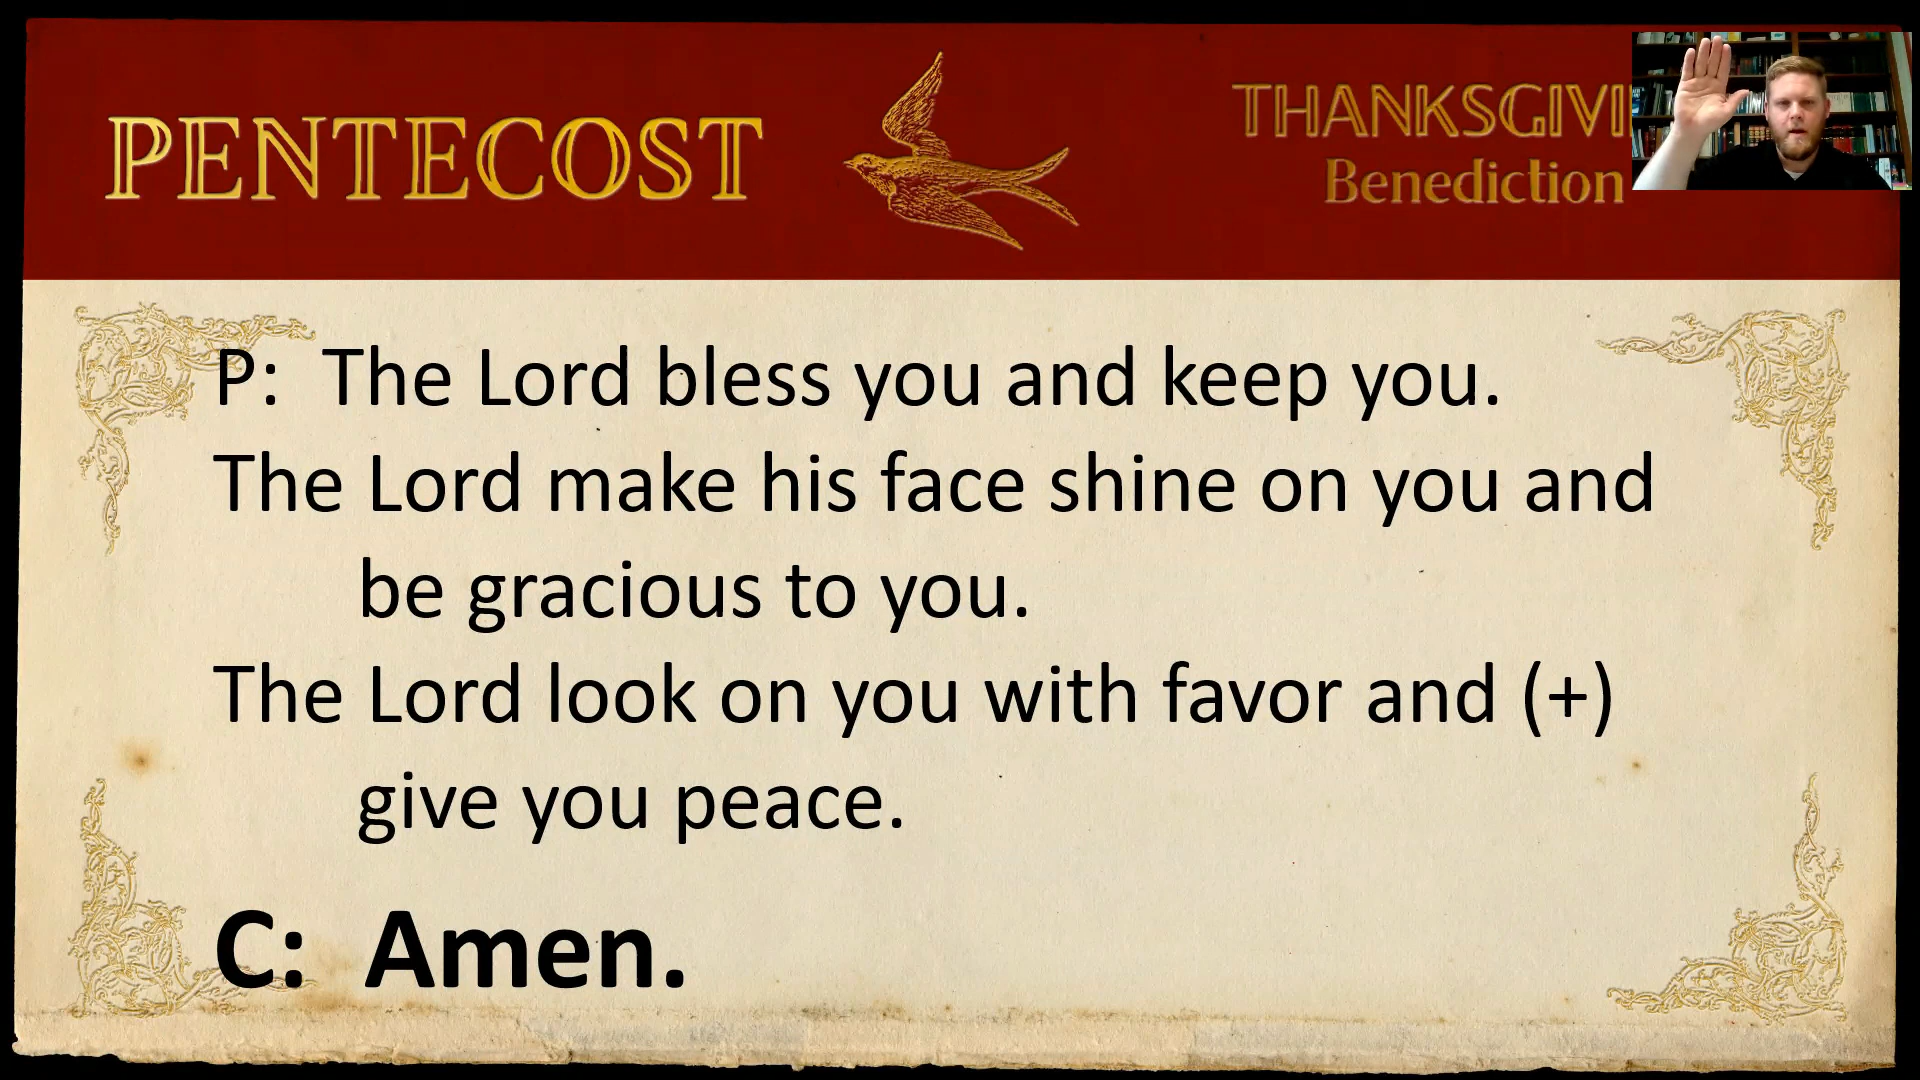 PENTECOST
THANKSGIVI
Benediction
P: The Lord bless you and keep you.
The Lord make his face shine on you and
be gracious to you.
The Lord look on you with favor and (+)
give you peace.
C: Amen.